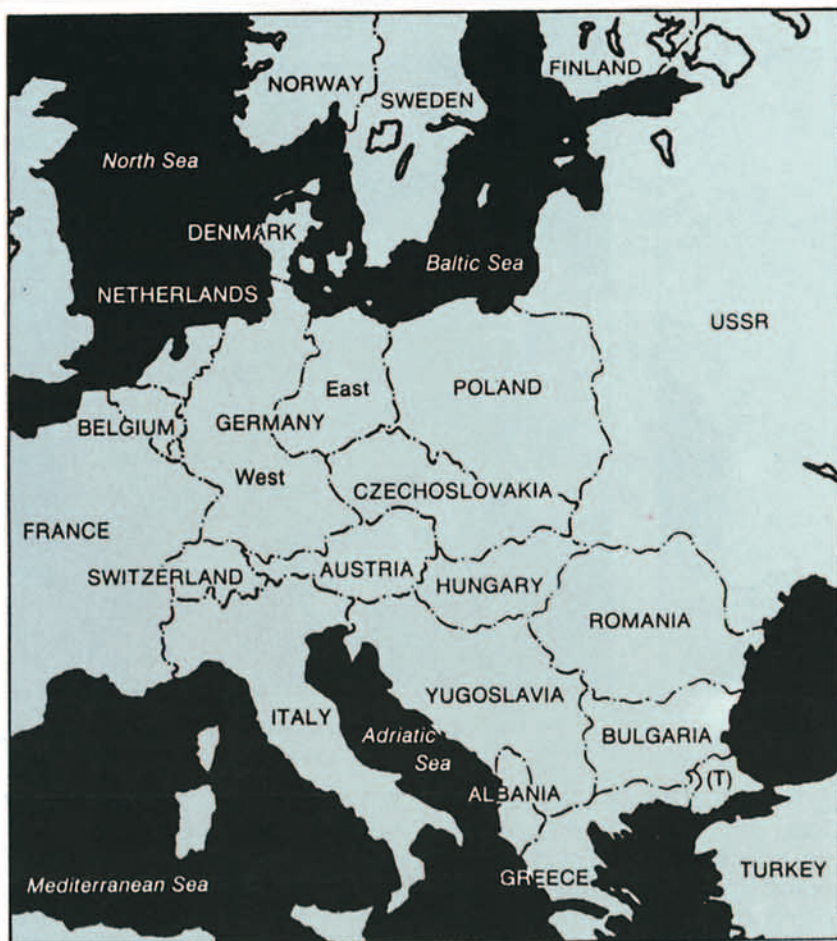 NORWAY
FINLAND
SWEDEN
North Sea
DENMARK
Baltic Sea
NETHERLANDS
USSR
East
POLAND
BELGIUM
GERMANY
West
CZECHOSLOVAKIA
FRANCE
SWITZERLAND
AUSTRIA
HUNGARY
ROMANIA
YUGOSLAVIA
ITALY
Adriatic
Sea
BULGARIA
(T)
ALBANIA
GREECE
TURKEY
Mediterranean Sea